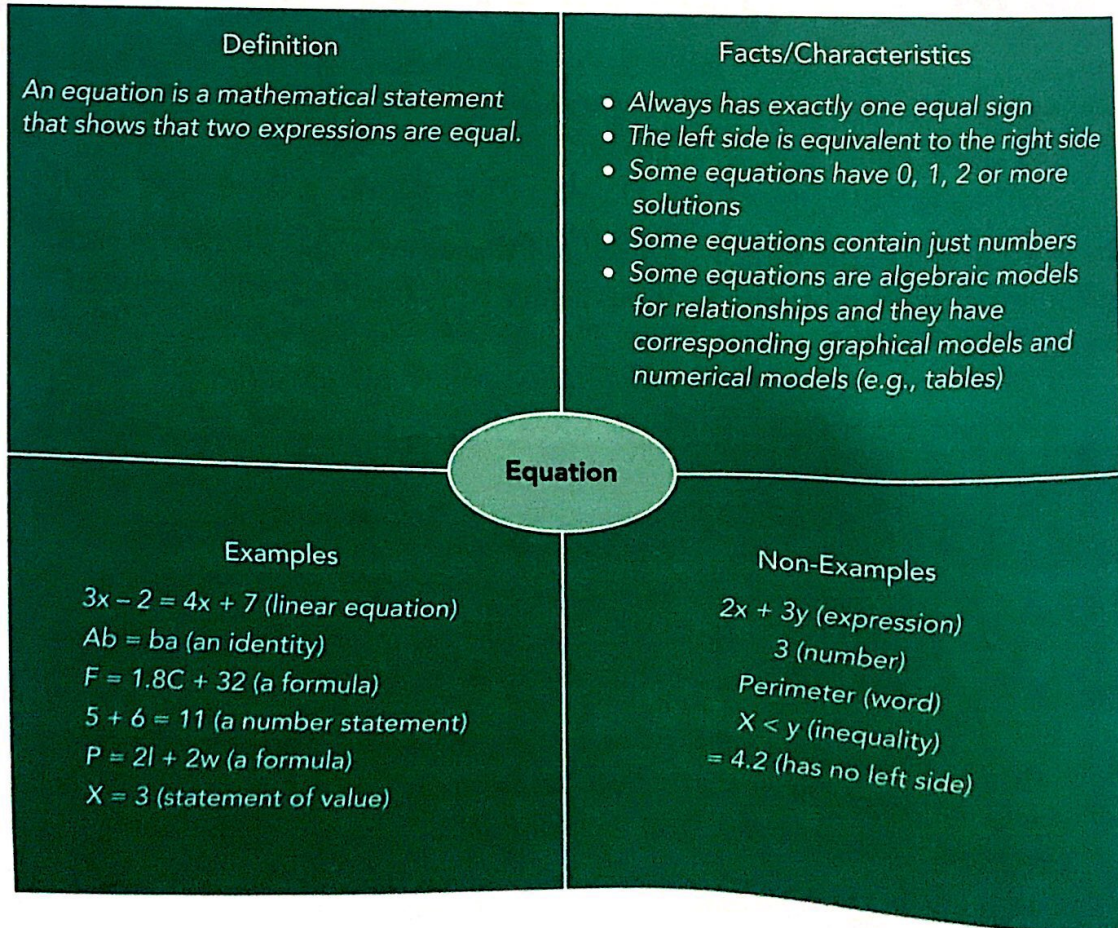 Definition
An equation is a mathematical statement
that shows that two expressions are equal.
Facts/Characteristics
• Always has exactly one equal sign
• The left side is equivalent to the right side
• Some equations have 0, 1, 2 or more
solutions
• Some equations contain just numbers
• Some equations are algebraic models
for relationships and they have
corresponding graphical models and
numerical models (e.g., tables)
Equation
Examples
3x – 2 = 4x + 7 (linear equation)
Ab = ba (an identity)
F = 1.8C + 32 (a formula)
5 + 6 = 11 (a number statement)
P = 2l + 2w (a formula)
X = 3 (statement of value)
Non-Examples
2x + 3y (expression)
3 (number)
Perimeter (word)
X < y (inequality)
= 4.2 (has no left side)